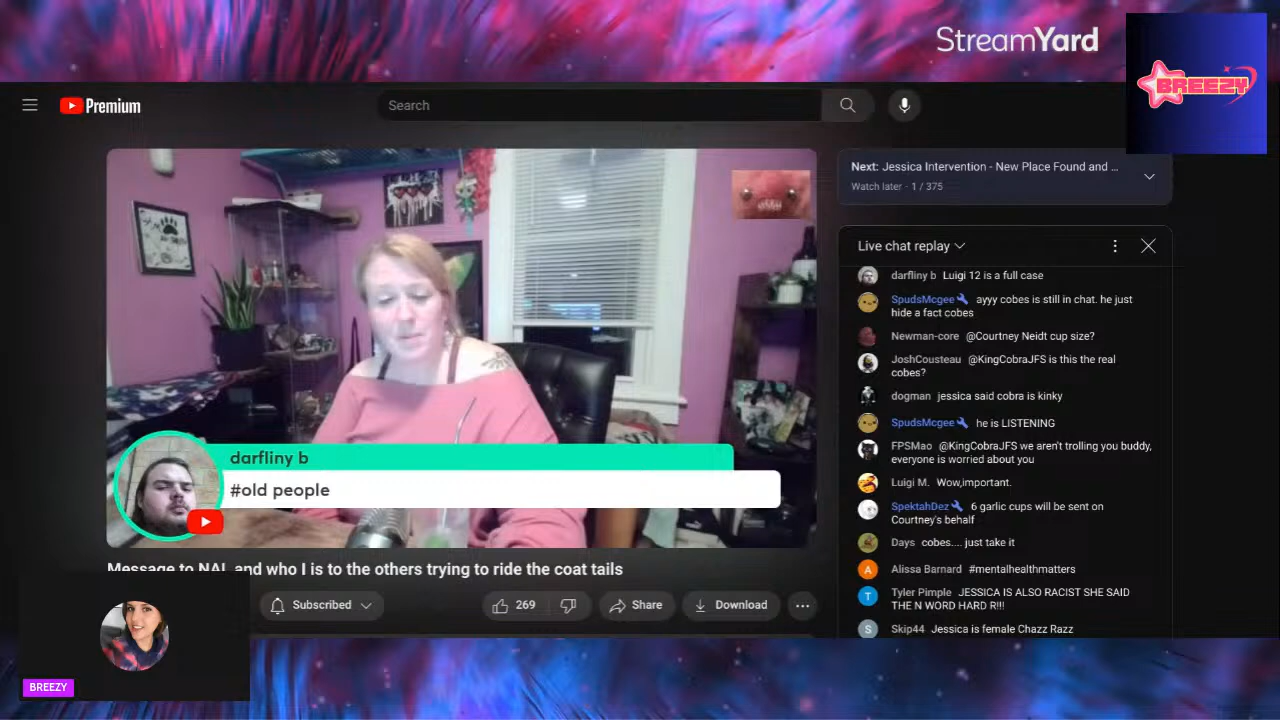 StreamYard
BREEZY
Premium
Search
Next: Jessica Intervention - New Place Found and ...
Watch later · 1 / 375
Live chat replay
darfliny b Luigi 12 is a full case
SpudsMcgee ayyy cobes is still in chat. he just
hide a fact cobes
Newman-core @Courtney Neidt cup size?
JoshCousteau @KingCobraJFS is this the real
cobes?
dogman jessica said cobra is kinky
SpudsMcgee he is LISTENING
FPSMao @KingCobraJFS we aren't trolling you buddy,
everyone is worried about you
Luigi M. Wow,important.
SpektahDez 6 garlic cups will be sent on
Courtney's behalf
Days cobes.... just take it
A
Alissa Barnard #mentalhealthmatters
T
Tyler Pimple JESSICA IS ALSO RACIST SHE SAID
THE N WORD HARD R!!!
S
Skip44 Jessica is female Chazz Razz
darfliny b
#old people
Message to NAL and who I is to the others trying to ride the coat tails
Subscribed
269
Share
Download
BREEZY